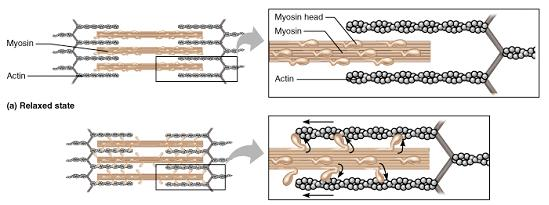 Myosin
Actin
Myosin head
Myosin
Actin
(a) Relaxed state